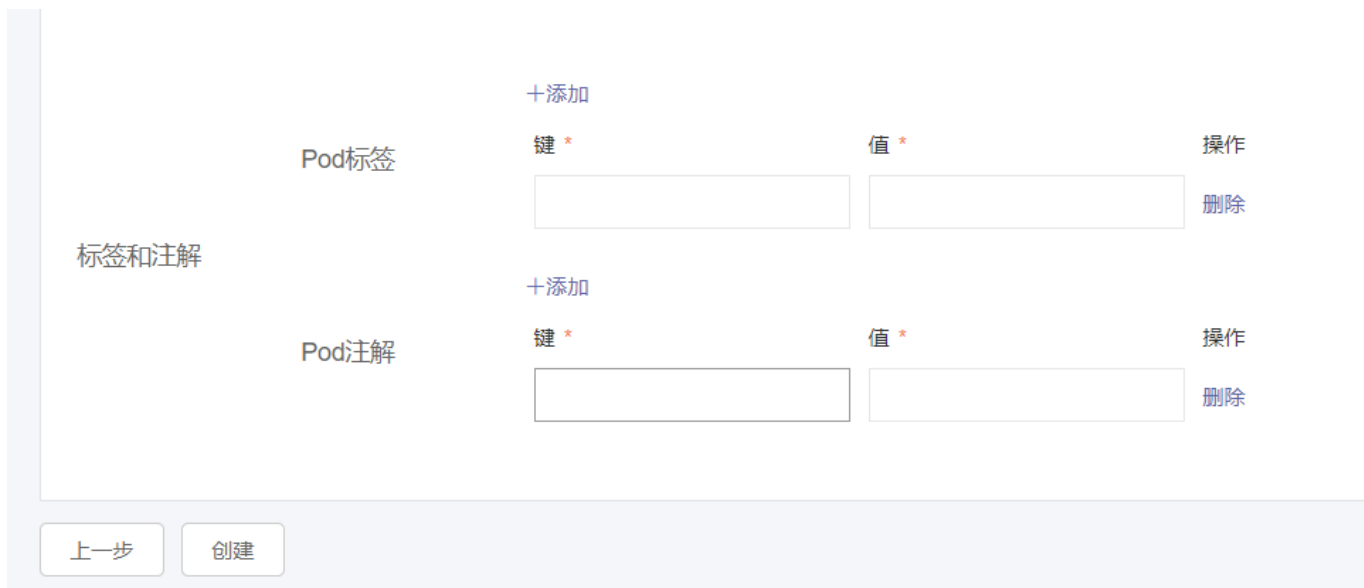 ＋添加
键 * 值 * 操作
Pod标签
删除
标签和注解
＋添加
键 * 值 * 操作
Pod注解
删除
上一步 创建